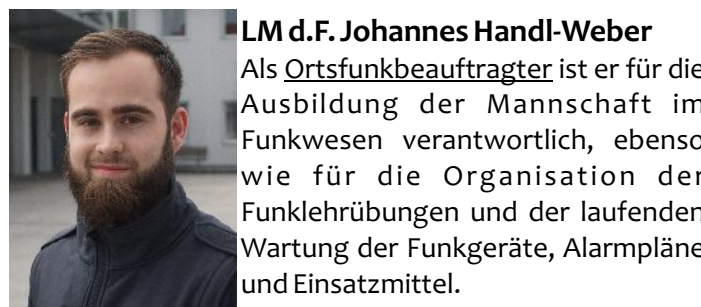 LM d.F. Johannes Handl-Weber
Als Ortsfunkbeauftragter ist er für die
Ausbildung der Mannschaft im
Funkwesen verantwortlich, ebenso
wie für die Organisation der
Funklehrübungen und der laufenden
Wartung der Funkgeräte, Alarmpläne
und Einsatzmittel.